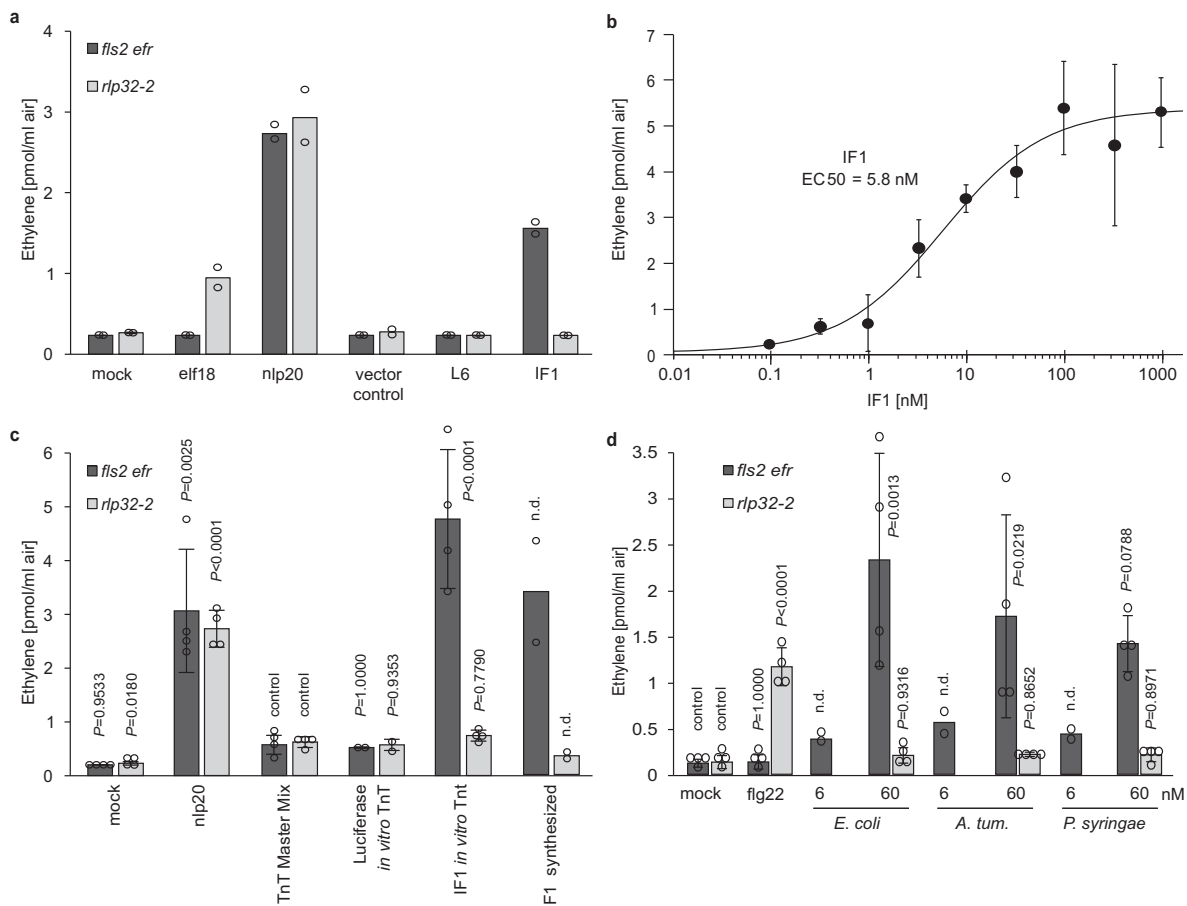 a
fls2 efr
rlp32-2
Ethylene [pmol/ml air]
4
3
2
1
0
mock
elf18
nlp20
vector
control
L6
IF1
b
Ethylene [pmol/ml air]
7
6
5
4
3
2
1
0
IF1
EC50 = 5.8 nM
0.01
0.1
1
10
100
1000
IF1 [nM]
c
fls2 efr
rlp32-2
Ethylene [pmol/ml air]
6
5
4
3
2
1
0
P=0.9533
P=0.0180
P=0.0025
P<0.0001
control
control
P=1.0000
P=0.9353
P<0.0001
P=0.7790
n.d.
n.d.
mock
nlp20
TnT Master Mix
Luciferase
in vitro TnT
IF1 in vitro Tnt
F1 synthesized
d
fls2 efr
rlp32-2
Ethylene [pmol/ml air]
3.5
3
2.5
2
1.5
1
0.5
0
control
control
P=1.0000
P<0.0001
n.d.
P=0.0013
P=0.9316
n.d.
P=0.0219
P=0.8652
n.d.
P=0.0788
P=0.8971
mock
flg22
6
60
6
60
6
60
nM
E. coli
A. tum.
P. syringae